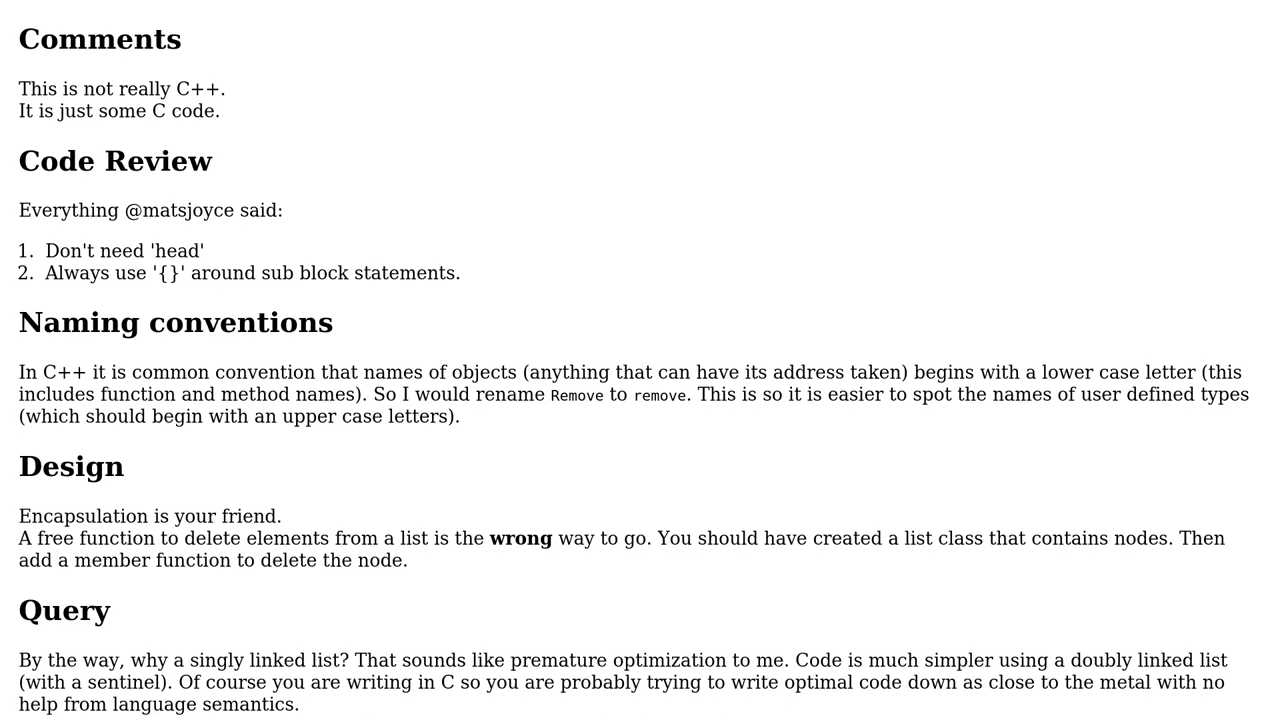 Comments
This is not really C++.
It is just some C code.
Code Review
Everything @matsjoyce said:
1. Don't need 'head'
2. Always use '{}' around sub block statements.
Naming conventions
In C++ it is common convention that names of objects (anything that can have its address taken) begins with a lower case letter (this
includes function and method names). So I would rename Remove to remove. This is so it is easier to spot the names of user defined types
(which should begin with an upper case letters).
Design
Encapsulation is your friend.
A free function to delete elements from a list is the wrong way to go. You should have created a list class that contains nodes. Then
add a member function to delete the node.
Query
By the way, why a singly linked list? That sounds like premature optimization to me. Code is much simpler using a doubly linked list
(with a sentinel). Of course you are writing in C so you are probably trying to write optimal code down as close to the metal with no
help from language semantics.